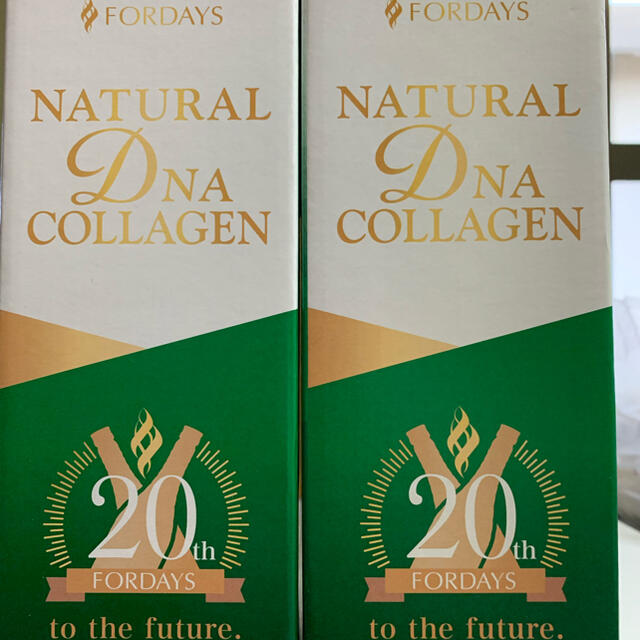 FORDAYS
NATURAL
DNA
COLLAGEN
20th
FORDAYS
to the future.
FORDAYS
NATURAL
DNA
COLLAGEN
20th
FORDAYS
to the future.